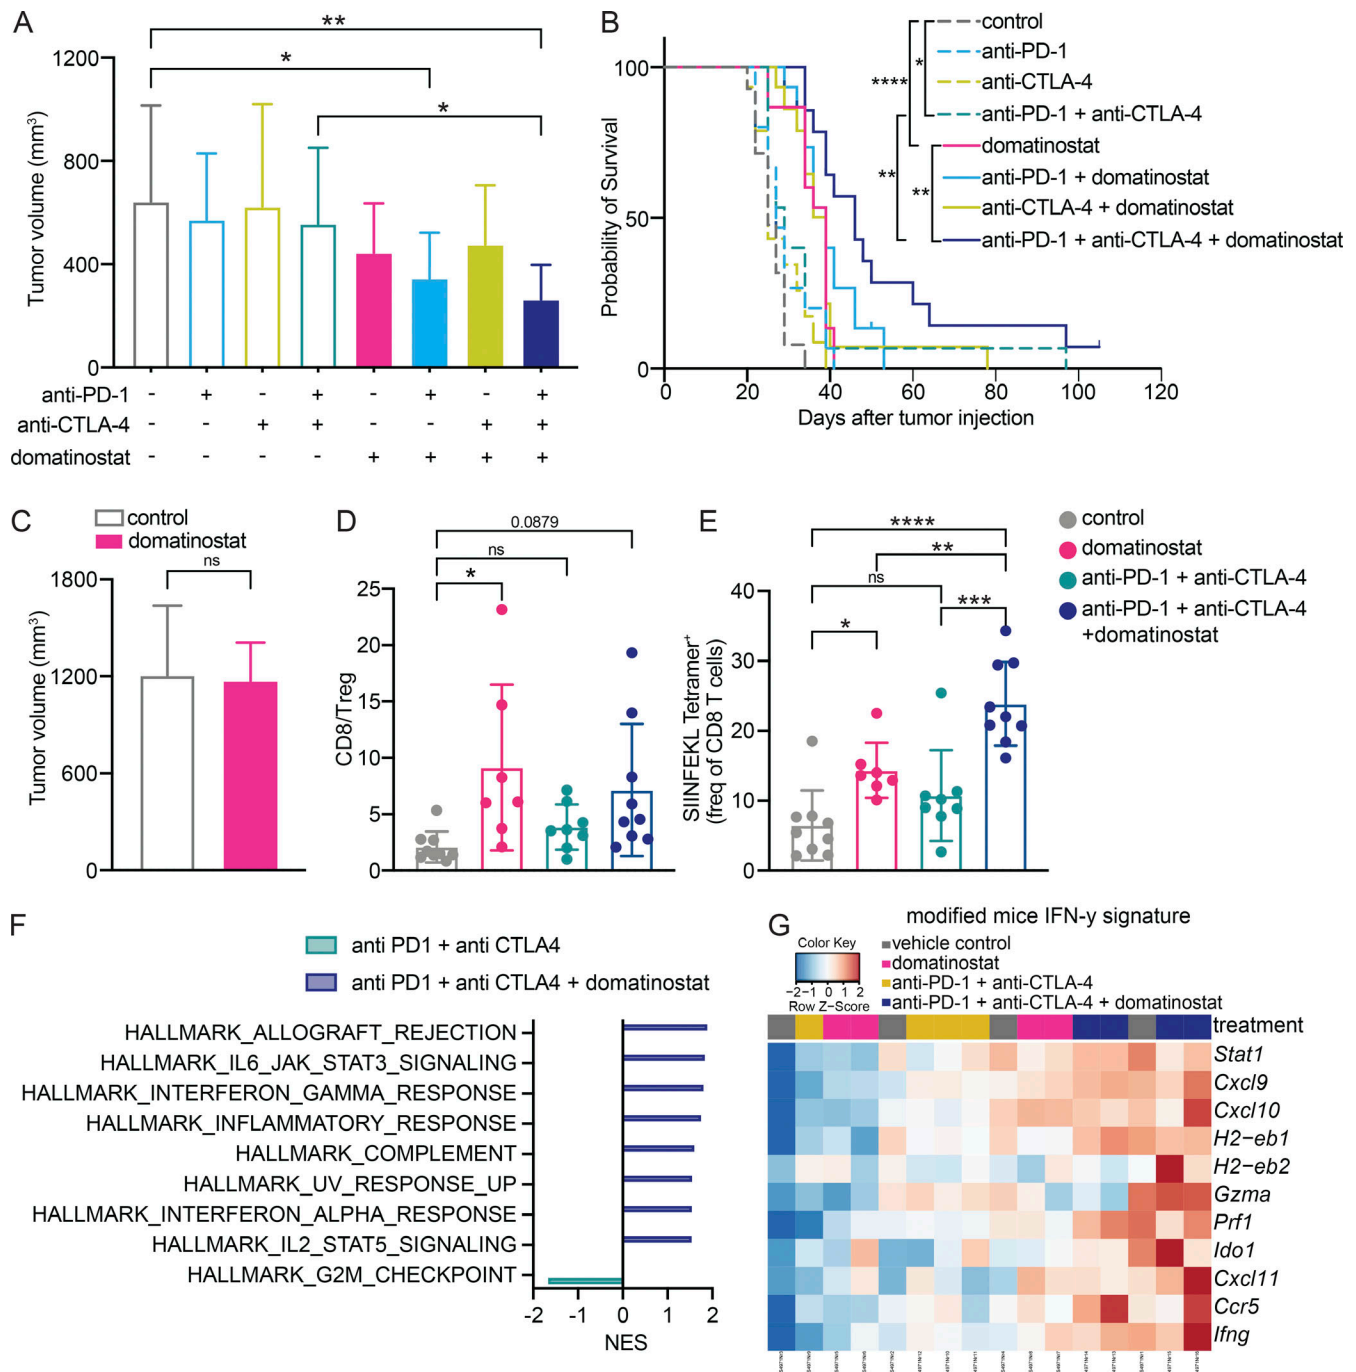 A
** 
*
*
1200
800
400
0
Tumor volume (mm³)
anti-PD-1 - + - + - + - +
anti-CTLA-4 - - + + - - + +
domatinostat - - - - + + + +
B
control
anti-PD-1
anti-CTLA-4
anti-PD-1 + anti-CTLA-4
domatinostat
anti-PD-1 + domatinostat
anti-CTLA-4 + domatinostat
anti-PD-1 + anti-CTLA-4 + domatinostat
*
****
**
**
100
50
0
Probability of Survival
0 20 40 60 80 100 120
Days after tumor injection
C
control
domatinostat
ns
1800
1200
600
0
Tumor volume (mm³)
D
0.0879
ns
*
25
20
15
10
5
0
CD8/Treg
E
****
**
ns
***
*
40
30
20
10
0
SIINFEKL Tetramer⁺
(freq of CD8 T cells)
control
domatinostat
anti-PD-1 + anti-CTLA-4
anti-PD-1 + anti-CTLA-4
+domatinostat
F
anti PD1 + anti CTLA4
anti PD1 + anti CTLA4 + domatinostat
HALLMARK_ALLOGRAFT_REJECTION
HALLMARK_IL6_JAK_STAT3_SIGNALING
HALLMARK_INTERFERON_GAMMA_RESPONSE
HALLMARK_INFLAMMATORY_RESPONSE
HALLMARK_COMPLEMENT
HALLMARK_UV_RESPONSE_UP
HALLMARK_INTERFERON_ALPHA_RESPONSE
HALLMARK_IL2_STAT5_SIGNALING
HALLMARK_G2M_CHECKPOINT
-2 -1 0 1 2
NES
G
modified mice IFN-y signature
Color Key
−2 −1 0 1 2
Row Z−Score
vehicle control
domatinostat
anti-PD-1 + anti-CTLA-4
anti-PD-1 + anti-CTLA-4 + domatinostat
treatment
Stat1
Cxcl9
Cxcl10
H2−eb1
H2−eb2
Gzma
Prf1
Ido1
Cxcl11
Ccr5
Ifng